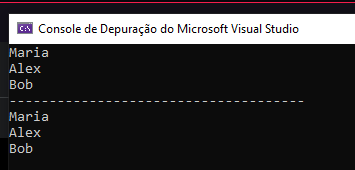 C:\
Console de Depuração do Microsoft Visual Studio
Maria
Alex
Bob
-------------------------------------
Maria
Alex
Bob